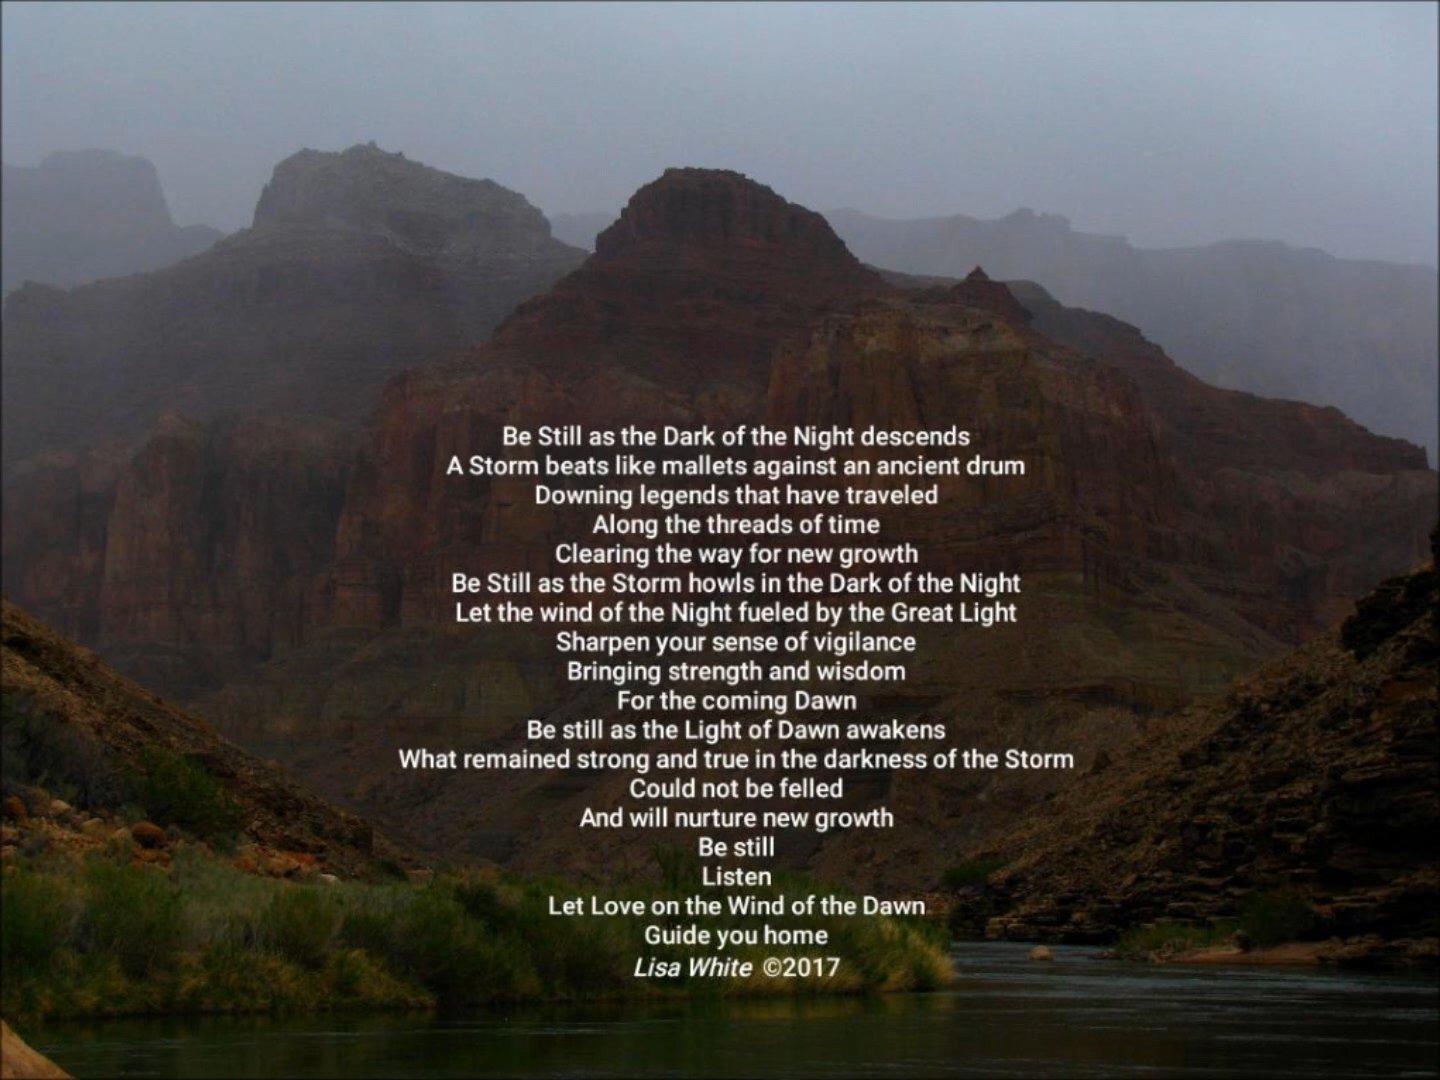 Be Still as the Dark of the Night descends
A Storm beats like mallets against an ancient drum
Downing legends that have traveled
Along the threads of time
Clearing the way for new growth
Be Still as the Storm howls in the Dark of the Night
Let the wind of the Night fueled by the Great Light
Sharpen your sense of vigilance
Bringing strength and wisdom
For the coming Dawn
Be still as the Light of Dawn awakens
What remained strong and true in the darkness of the Storm
Could not be felled
And will nurture new growth
Be still
Listen
Let Love on the Wind of the Dawn
Guide you home
Lisa White ©2017